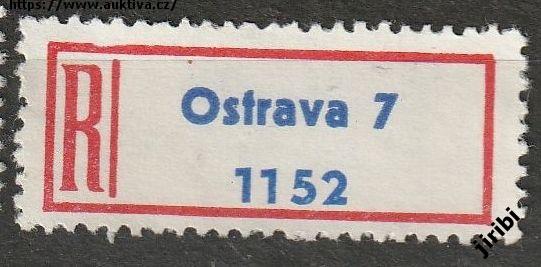 https://www.auktiva.cz/
R
Ostrava 7
1152
jiribi